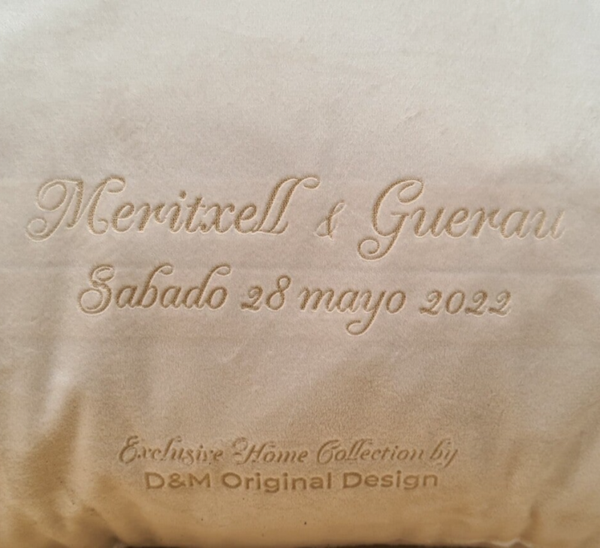 Meritxell & Guerau
Sabado 28 mayo 2022
Exclusive Home Collection by
D&M Original Design